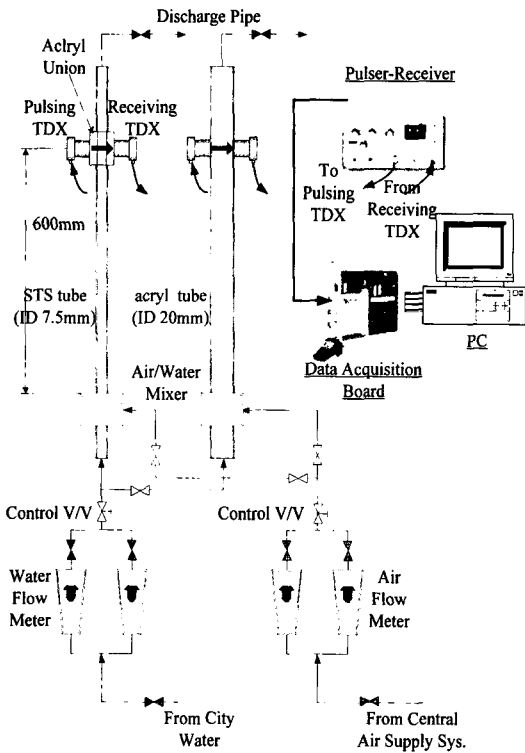 Discharge Pipe
Aclryl
Union
Pulsing
TDX
Receiving
TDX
Pulser-Receiver
To
Pulsing
TDX
From
Receiving
TDX
600mm
STS tube
(ID 7.5mm)
acryl tube
(ID 20mm)
PC
Data Acquisition
Board
Air/Water
Mixer
Control V/V
Control V/V
Water
Flow
Meter
Air
Flow
Meter
From City
Water
From Central
Air Supply Sys.